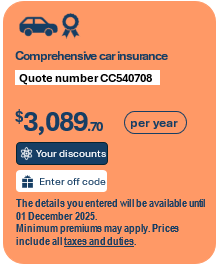 Comprehensive car insurance
Quote number CC540708
$3,089.70
per year
Your discounts
Enter off code
The details you entered will be available until
01 December 2025.
Minimum premiums may apply. Prices
include all taxes and duties.